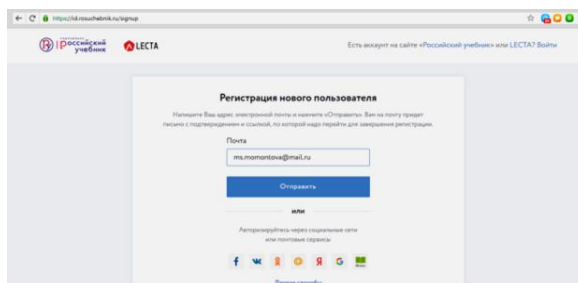 https://id.rosuchebnik.ru/signup
Российский учебник
LECTA
Есть аккаунт на сайте «Российский учебник» или LECTA? Войти
Регистрация нового пользователя
Напишите Ваш адрес электронной почты и нажмите «Отправить». Вам на почту придет
письмо с подтверждением и ссылкой, по которой надо перейти для завершения регистрации.
Почта
ms.momontova@mail.ru
Отправить
или
Авторизируйтесь через социальные сети
или почтовые сервисы